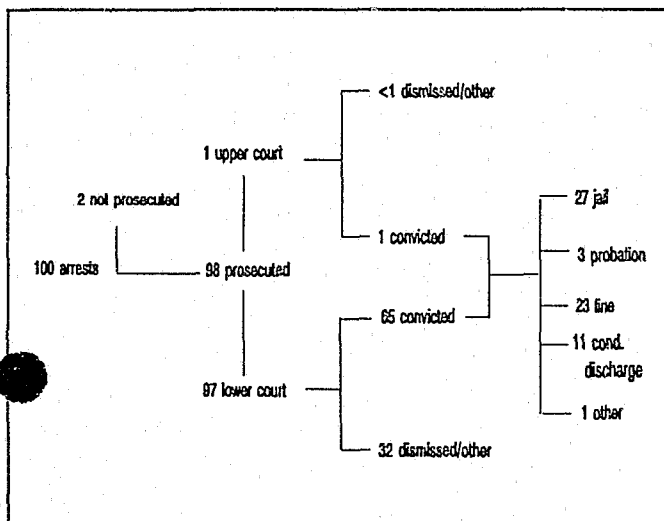 <1 dismissed/other
1 upper court
2 not prosecuted
27 jail
1 convicted
3 probation
100 arrests
98 prosecuted
65 convicted
23 fine
11 cond.
discharge
97 lower court
1 other
32 dismissed/other